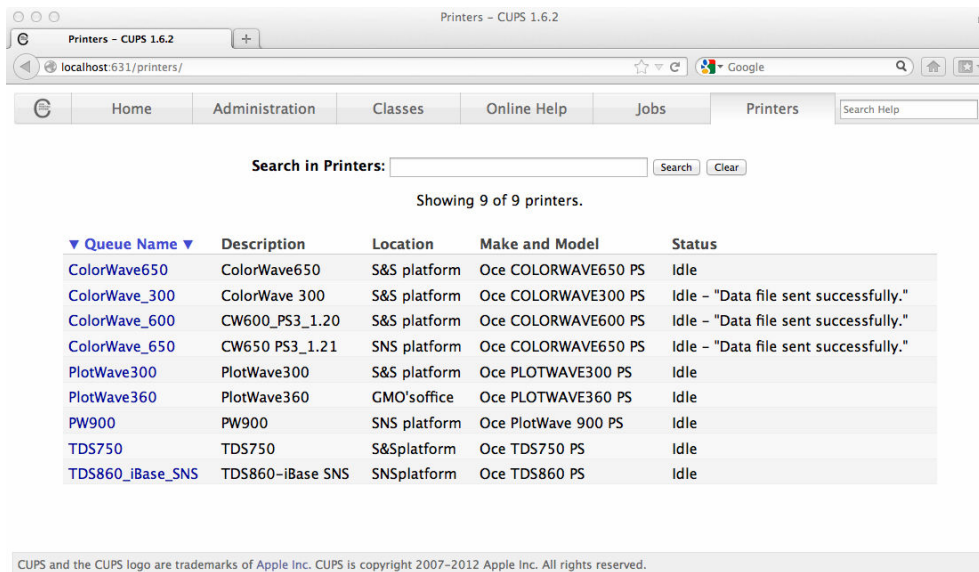 Printers – CUPS 1.6.2
Printers – CUPS 1.6.2 +
localhost:631/printers/ Google
Home Administration Classes Online Help Jobs Printers Search Help
Search in Printers: Search Clear
Showing 9 of 9 printers.
▼ Queue Name ▼ Description Location Make and Model Status
ColorWave650 ColorWave650 S&S platform Oce COLORWAVE650 PS Idle
ColorWave_300 ColorWave 300 S&S platform Oce COLORWAVE300 PS Idle – "Data file sent successfully."
ColorWave_600 CW600_PS3_1.20 S&S platform Oce COLORWAVE600 PS Idle – "Data file sent successfully."
ColorWave_650 CW650 PS3_1.21 SNS platform Oce COLORWAVE650 PS Idle – "Data file sent successfully."
PlotWave300 PlotWave300 S&S platform Oce PLOTWAVE300 PS Idle
PlotWave360 PlotWave360 GMO'soffice Oce PLOTWAVE360 PS Idle
PW900 PW900 SNS platform Oce PlotWave 900 PS Idle
TDS750 TDS750 S&Splatform Oce TDS750 PS Idle
TDS860_iBase_SNS TDS860-iBase SNS SNSplatform Oce TDS860 PS Idle
CUPS and the CUPS logo are trademarks of Apple Inc. CUPS is copyright 2007–2012 Apple Inc. All rights reserved.